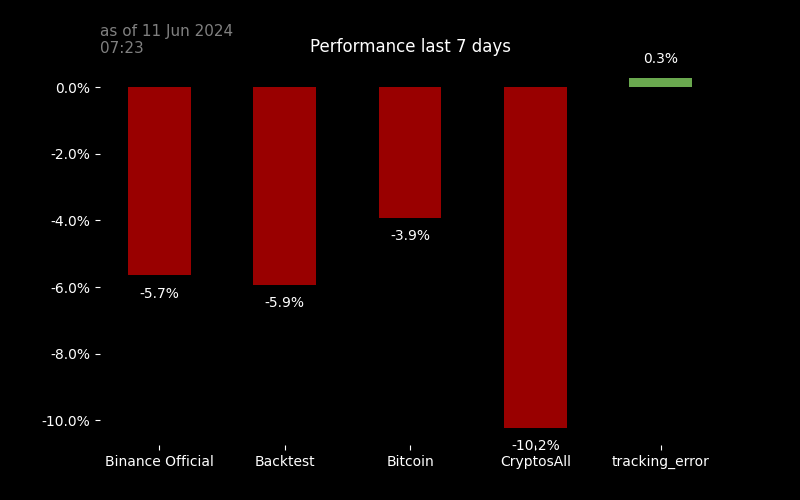 as of 11 Jun 2024
07:23
Performance last 7 days
0.3%
0.0%
-2.0%
-4.0%
-6.0%
-8.0%
-10.0%
-5.7%
-5.9%
-3.9%
-10.2%
Binance Official
Backtest
Bitcoin
CryptosAll
tracking_error